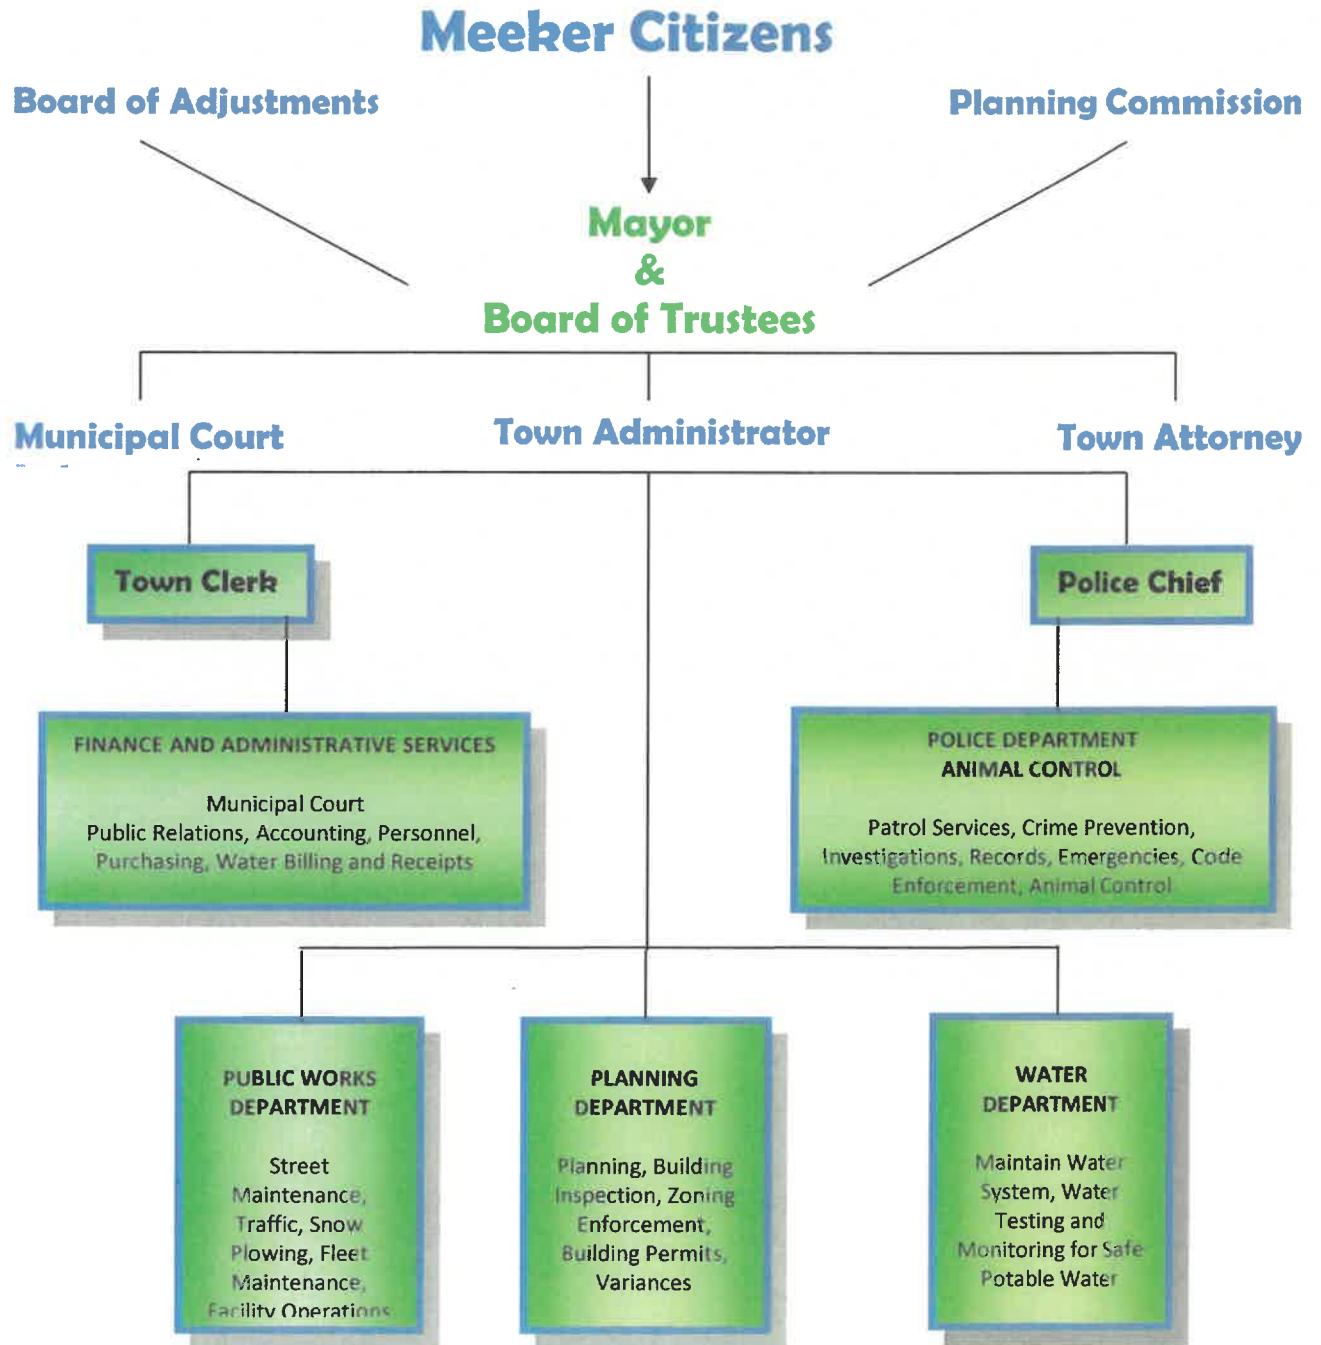 Meeker Citizens
Board of Adjustments
Planning Commission
Mayor
&
Board of Trustees
Municipal Court
Town Administrator
Town Attorney
Town Clerk
Police Chief
FINANCE AND ADMINISTRATIVE SERVICES
Municipal Court
Public Relations, Accounting, Personnel,
Purchasing, Water Billing and Receipts
POLICE DEPARTMENT
ANIMAL CONTROL
Patrol Services, Crime Prevention,
Investigations, Records, Emergencies, Code
Enforcement, Animal Control
PUBLIC WORKS
DEPARTMENT
Street
Maintenance,
Traffic, Snow
Plowing, Fleet
Maintenance,
Facility Operations
PLANNING
DEPARTMENT
Planning, Building
Inspection, Zoning
Enforcement,
Building Permits,
Variances
WATER
DEPARTMENT
Maintain Water
System, Water
Testing and
Monitoring for Safe
Potable Water